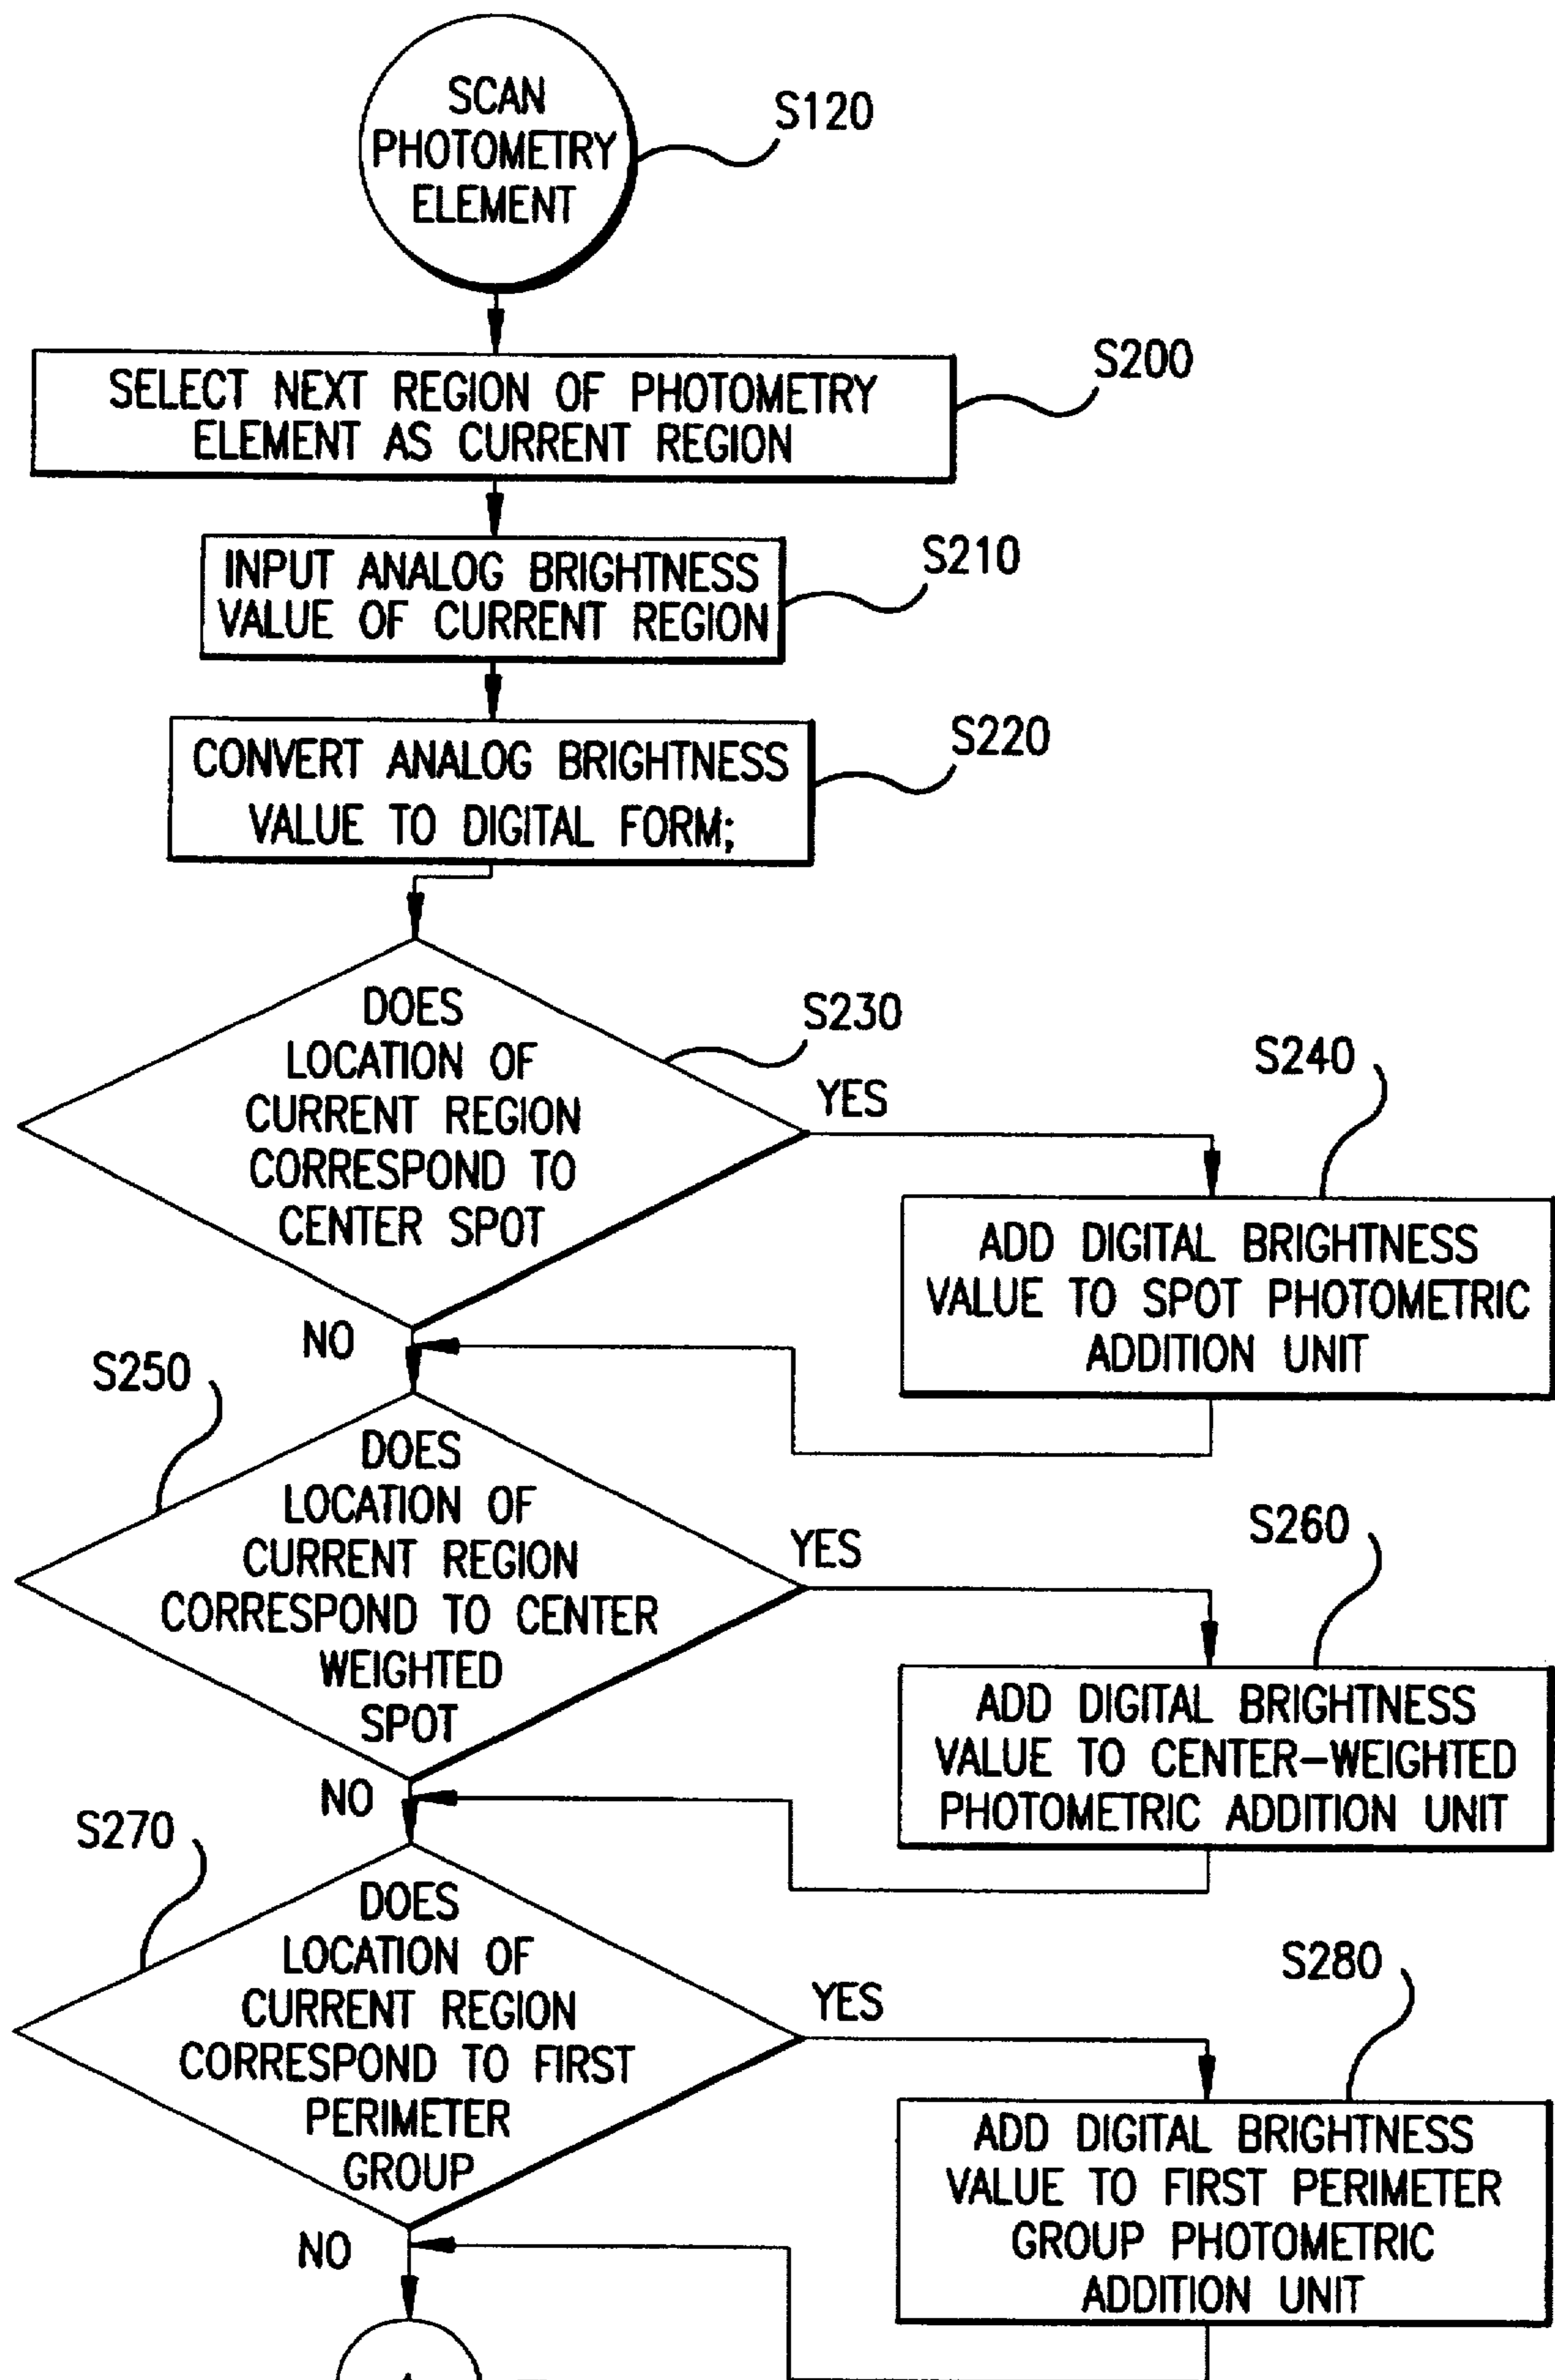 SCAN
PHOTOMETRY
ELEMENT
S120
SELECT NEXT REGION OF PHOTOMETRY
ELEMENT AS CURRENT REGION
S200
INPUT ANALOG BRIGHTNESS
VALUE OF CURRENT REGION
S210
CONVERT ANALOG BRIGHTNESS
VALUE TO DIGITAL FORM;
S220
DOES
LOCATION OF
CURRENT REGION
CORRESPOND TO
CENTER SPOT
S230
YES
S240
ADD DIGITAL BRIGHTNESS
VALUE TO SPOT PHOTOMETRIC
ADDITION UNIT
NO
S250
DOES
LOCATION OF
CURRENT REGION
CORRESPOND TO CENTER
WEIGHTED
SPOT
YES
S260
ADD DIGITAL BRIGHTNESS
VALUE TO CENTER-WEIGHTED
PHOTOMETRIC ADDITION UNIT
NO
S270
DOES
LOCATION OF
CURRENT REGION
CORRESPOND TO FIRST
PERIMETER
GROUP
YES
S280
ADD DIGITAL BRIGHTNESS
VALUE TO FIRST PERIMETER
GROUP PHOTOMETRIC
ADDITION UNIT
NO